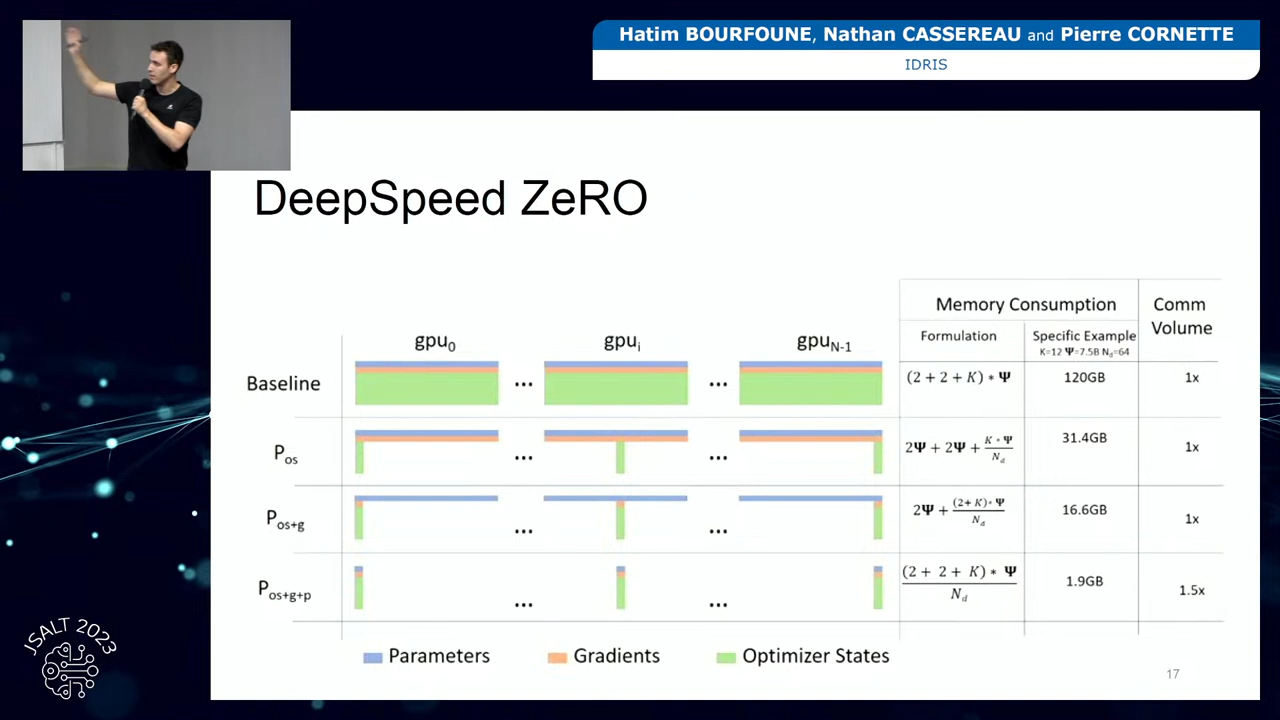 Hatim BOURFOUNE, Nathan CASSEREAU and Pierre CORNETTE
IDRIS
DeepSpeed ZeRO
Memory Consumption
Comm
Volume
gpu₀
gpuᵢ
gpu_N-1
Formulation
Specific Example
K=12 Ψ=7.5B N_d=64
Baseline
...
...
(2 + 2 + K) * Ψ
120GB
1x
P_os
...
...
2Ψ + 2Ψ + (K * Ψ)/N_d
31.4GB
1x
P_os+g
...
...
2Ψ + ((2+K) * Ψ)/N_d
16.6GB
1x
P_os+g+p
...
...
((2 + 2 + K) * Ψ)/N_d
1.9GB
1.5x
Parameters
Gradients
Optimizer States
17
JSALT 2023